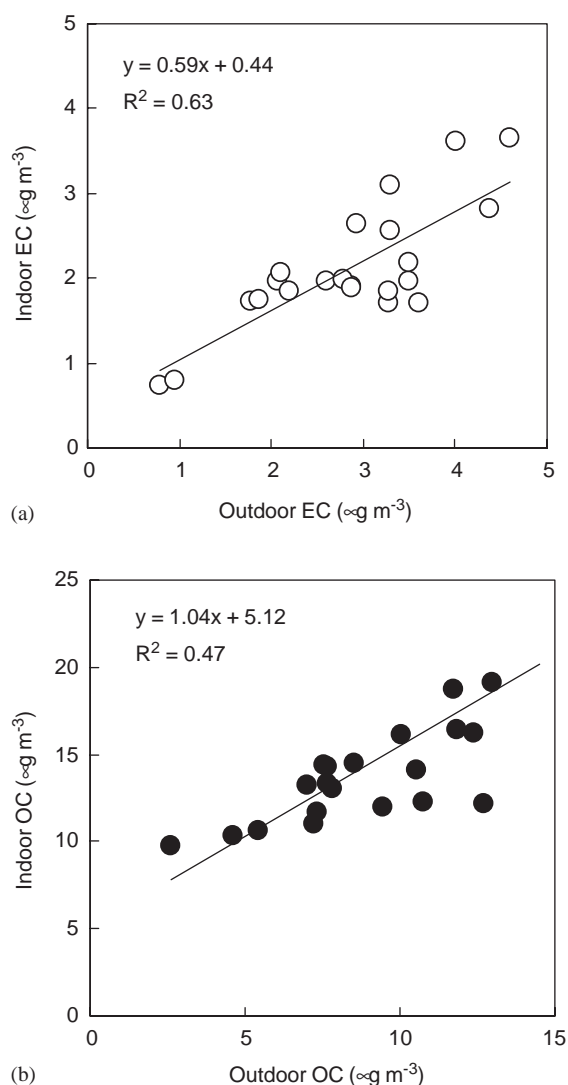 5
4
3
2
1
0
Indoor EC (∝g m-3)
y = 0.59x + 0.44
R2 = 0.63
0 1 2 3 4 5
(a) Outdoor EC (∝g m-3)
25
20
15
10
5
0
Indoor OC (∝g m-3)
y = 1.04x + 5.12
R2 = 0.47
0 5 10 15
(b) Outdoor OC (∝g m-3)